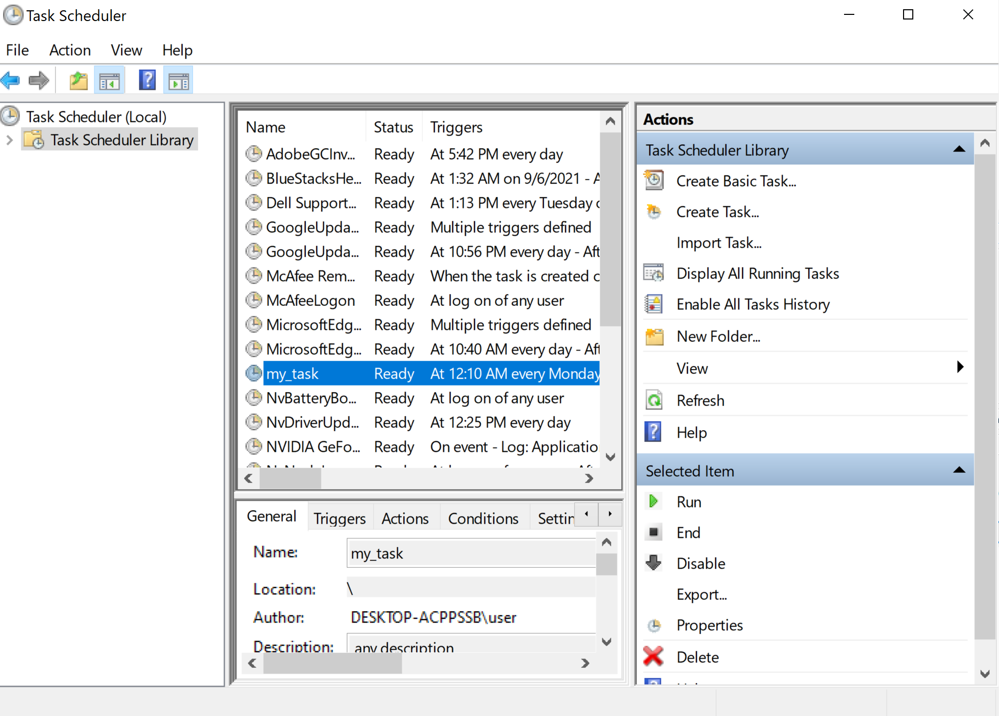 Task Scheduler
File Action View Help
Task Scheduler (Local)
Task Scheduler Library
Name Status Triggers
AdobeGCInv... Ready At 5:42 PM every day
BlueStacksHe... Ready At 1:32 AM on 9/6/2021 - A
Dell Support... Ready At 1:13 PM every Tuesday
GoogleUpda... Ready Multiple triggers defined
GoogleUpda... Ready At 10:56 PM every day - Aft
McAfee Rem... Ready When the task is created
McAfeeLogon Ready At log on of any user
MicrosoftEdg... Ready Multiple triggers defined
MicrosoftEdg... Ready At 10:40 AM every day - Aft
my_task Ready At 12:10 AM every Monday
NvBatteryBo... Ready At log on of any user
NvDriverUpd... Ready At 12:25 PM every day
NVIDIA GeFo... Ready On event - Log: Applicatio
General Triggers Actions Conditions Settin
Name: my_task
Location: \
Author: DESKTOP-ACPPSSB\user
Description: any description
Actions
Task Scheduler Library
Create Basic Task...
Create Task...
Import Task...
Display All Running Tasks
Enable All Tasks History
New Folder...
View
Refresh
Help
Selected Item
Run
End
Disable
Export...
Properties
Delete